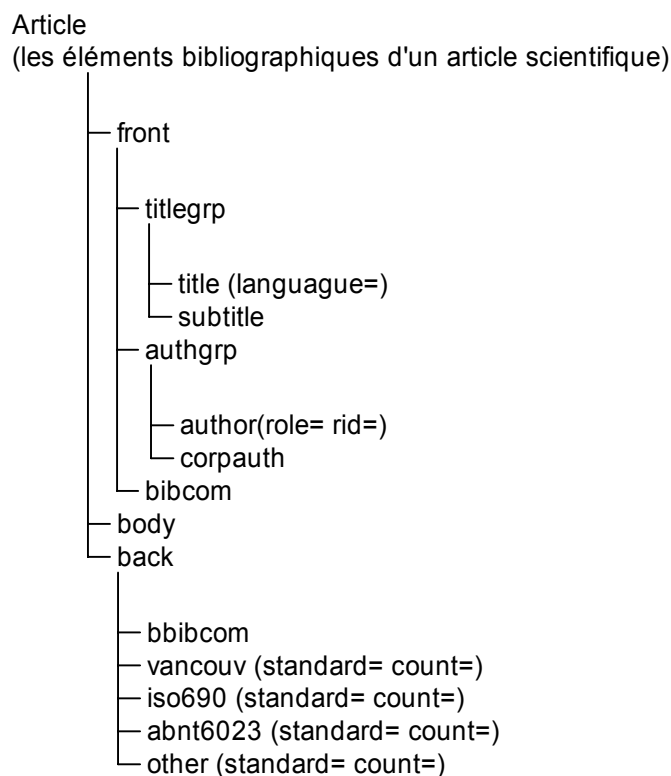 Article
(les éléments bibliographiques d'un article scientifique)
front
titlegrp
title (languague=)
subtitle
authgrp
author(role= rid=)
corpauth
bibcom
body
back
bbibcom
vancouv (standard= count=)
iso690 (standard= count=)
abnt6023 (standard= count=)
other (standard= count=)